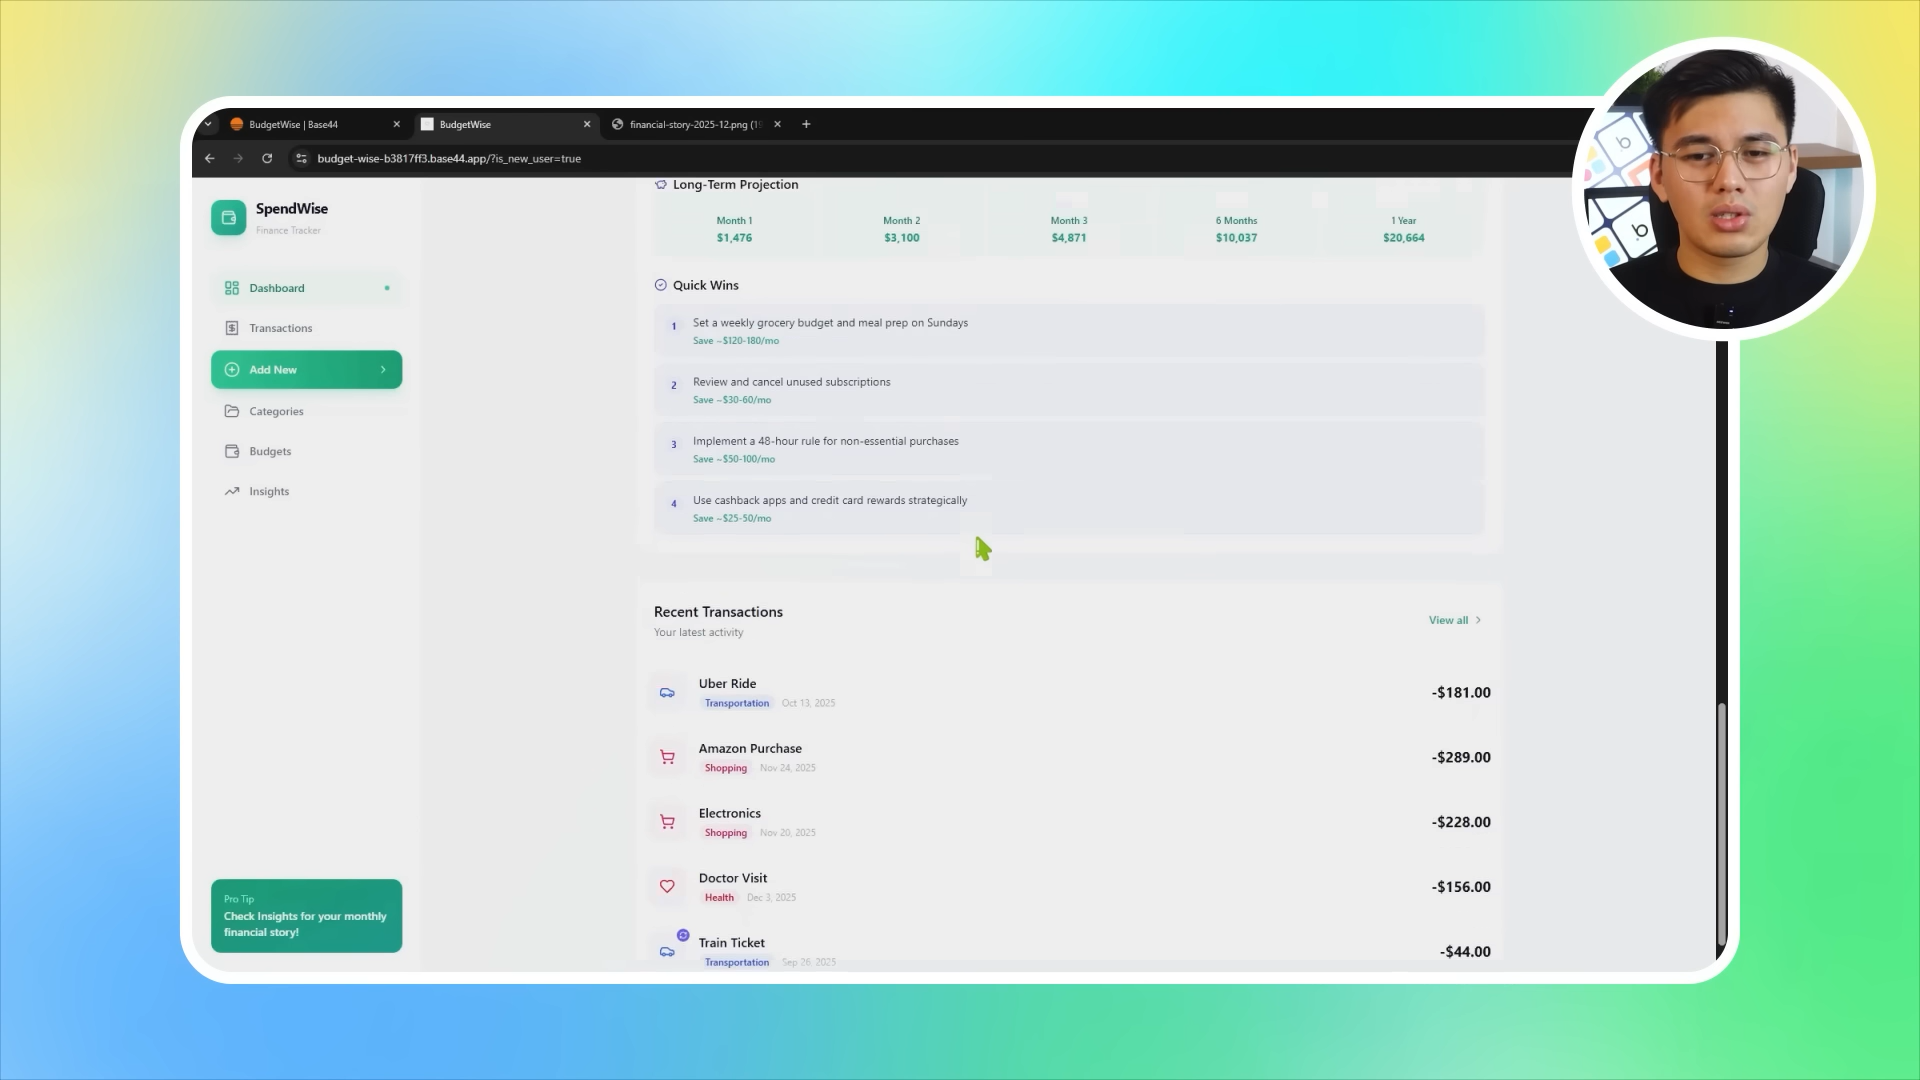 BudgetWise | Base44
BudgetWise
financial-story-2025-12.png (19
budget-wise-b3817ff3.base44.app/?is_new_user=true
SpendWise
Finance Tracker
Dashboard
Transactions
Add New
Categories
Budgets
Insights
Pro Tip
Check Insights for your monthly
financial story!
Long-Term Projection
Month 1 Month 2 Month 3 6 Months 1 Year
$1,476 $3,100 $4,871 $10,037 $20,664
Quick Wins
1 Set a weekly grocery budget and meal prep on Sundays
Save ~$120-180/mo
2 Review and cancel unused subscriptions
Save ~$30-60/mo
3 Implement a 48-hour rule for non-essential purchases
Save ~$50-100/mo
4 Use cashback apps and credit card rewards strategically
Save ~$25-50/mo
Recent Transactions
Your latest activity
View all
Uber Ride
Transportation Oct 13, 2025
-$181.00
Amazon Purchase
Shopping Nov 24, 2025
-$289.00
Electronics
Shopping Nov 20, 2025
-$228.00
Doctor Visit
Health Dec 3, 2025
-$156.00
Train Ticket
Transportation Sep 26, 2025
-$44.00
b
b